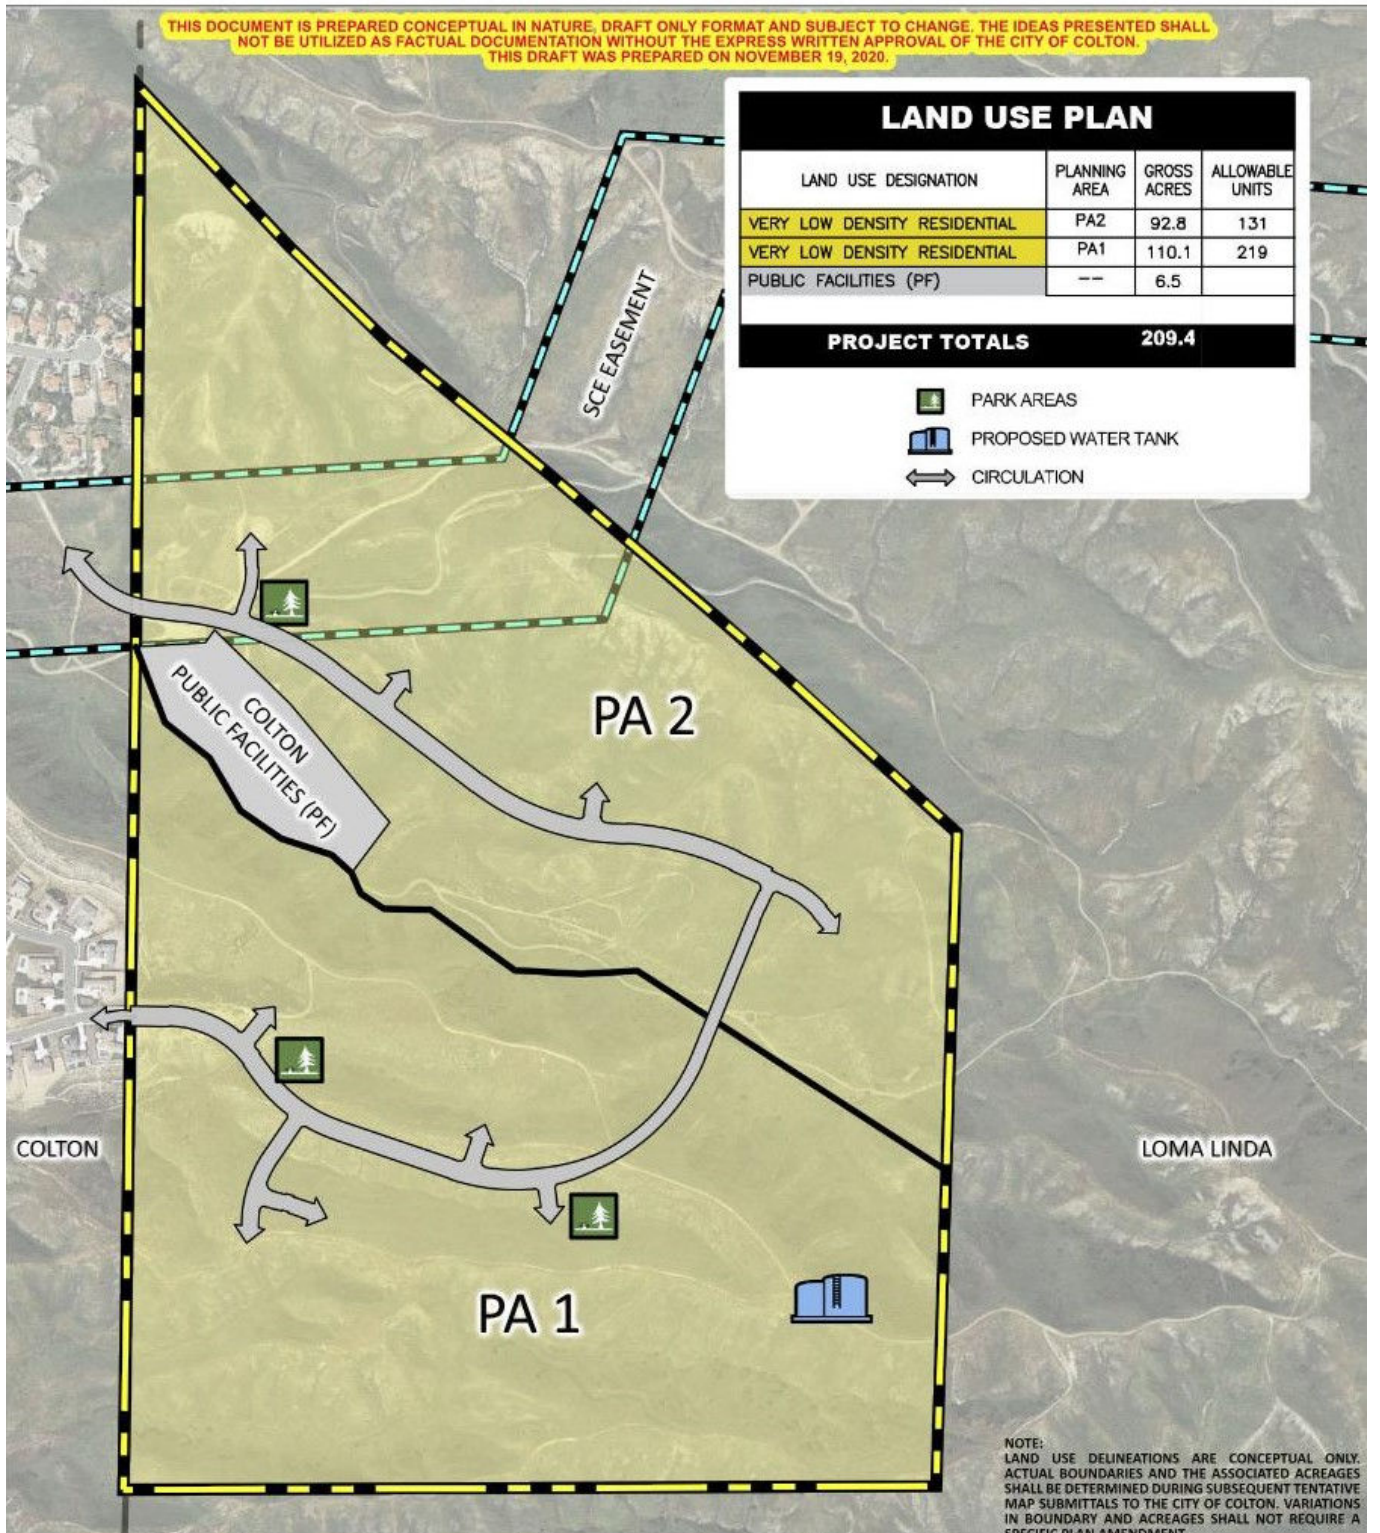 THIS DOCUMENT IS PREPARED CONCEPTUAL IN NATURE, DRAFT ONLY FORMAT AND SUBJECT TO CHANGE. THE IDEAS PRESENTED SHALL
NOT BE UTILIZED AS FACTUAL DOCUMENTATION WITHOUT THE EXPRESS WRITTEN APPROVAL OF THE CITY OF COLTON.
THIS DRAFT WAS PREPARED ON NOVEMBER 19, 2020.
LAND USE PLAN
LAND USE DESIGNATION PLANNING AREA GROSS ACRES ALLOWABLE UNITS
VERY LOW DENSITY RESIDENTIAL PA2 92.8 131
VERY LOW DENSITY RESIDENTIAL PA1 110.1 219
PUBLIC FACILITIES (PF) -- 6.5
PROJECT TOTALS 209.4
PARK AREAS
PROPOSED WATER TANK
CIRCULATION
SCE EASEMENT
PA 2
COLTON
PUBLIC FACILITIES (PF)
COLTON
LOMA LINDA
PA 1
NOTE:
LAND USE DELINEATIONS ARE CONCEPTUAL ONLY.
ACTUAL BOUNDARIES AND THE ASSOCIATED ACREAGES
SHALL BE DETERMINED DURING SUBSEQUENT TENTATIVE
MAP SUBMITTALS TO THE CITY OF COLTON. VARIATIONS
IN BOUNDARY AND ACREAGES SHALL NOT REQUIRE A
SPECIFIC PLAN AMENDMENT